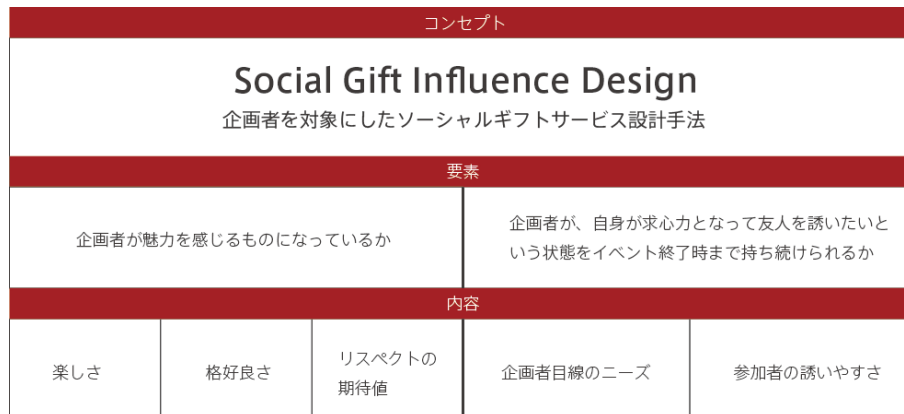 コンセプト
Social Gift Influence Design
企画者を対象にしたソーシャルギフトサービス設計手法
要素
企画者が魅力を感じるものになっているか
企画者が、自身が求心力となって友人を誘いたいと
いう状態をイベント終了時まで持ち続けられるか
内容
楽しさ
格好良さ
リスペクトの
期待値
企画者目線のニーズ
参加者の誘いやすさ